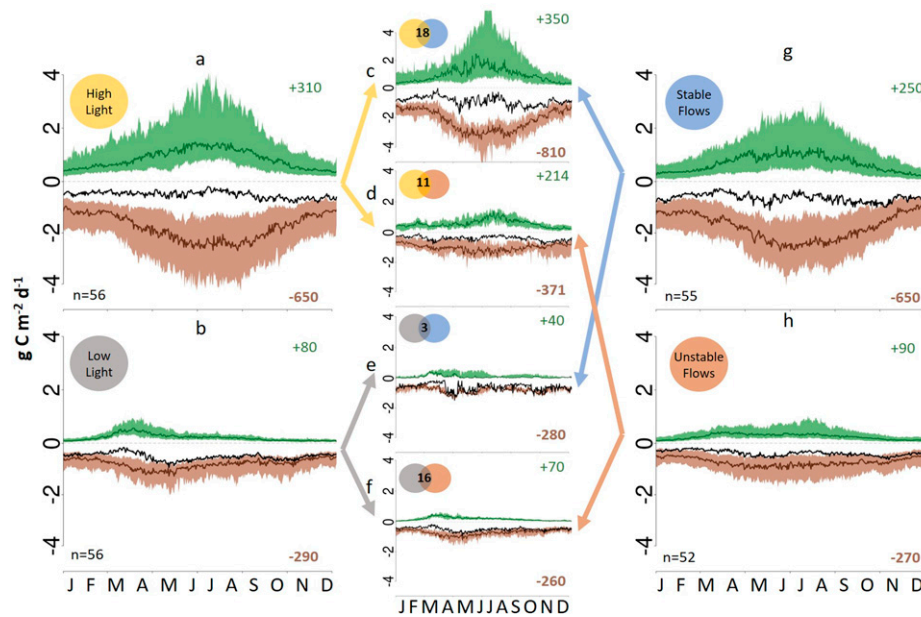 a
4
2
0
-2
-4
High
Light
+310
n=56
-650
b
4
2
0
-2
-4
Low
Light
+80
n=56
-290
J F M A M J J A S O N D
g C m-2 d-1
c
4
2
0
-2
-4
18
+350
-810
d
4
2
0
-2
-4
11
+214
-371
e
4
2
0
-2
-4
3
+40
-280
f
4
2
0
-2
-4
16
+70
-260
JFMAMJJASOND
g
4
2
0
-2
-4
Stable
Flows
+250
n=55
-650
h
4
2
0
-2
-4
Unstable
Flows
+90
n=52
-270
J F M A M J J A S O N D